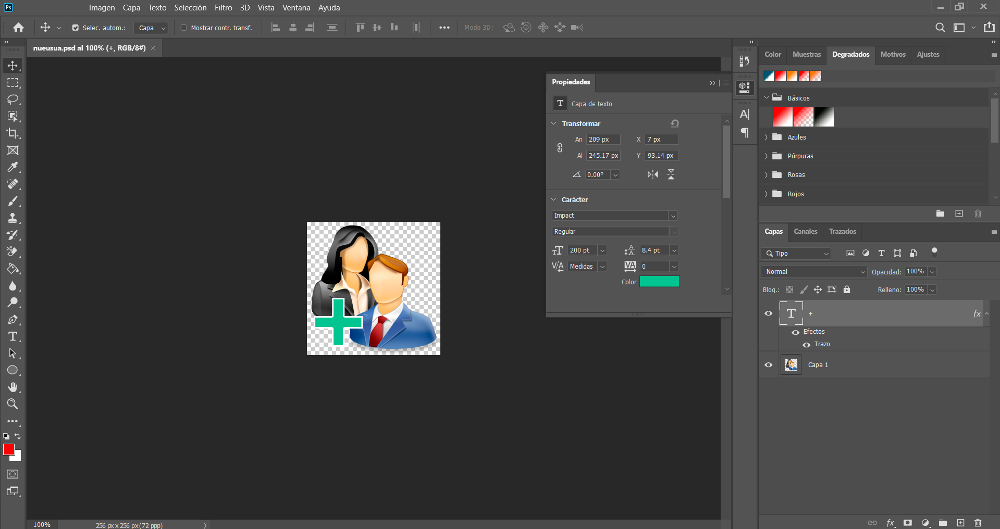 Ps Imagen Capa Texto Selección Filtro 3D Vista Ventana Ayuda
Selec. autom.: Capa Mostrar contr. transf. Modo 3D:
nueusua.psd al 100% (+, RGB/8#)
Color Muestras Degradados Motivos Ajustes
Propiedades
T Capa de texto
Transformar
An 209 px X 7 px
Al 245.17 px Y 93.14 px
0.00°
Carácter
Impact
Regular
200 pt 8.4 pt
Medidas 0
Color
Básicos
Azules
Púrpuras
Rosas
Rojos
Capas Canales Trazados
Tipo
Normal Opacidad: 100%
Bloq.: Relleno: 100%
T + fx
Efectos
Trazo
Capa 1
100% 256 px x 256 px (72 ppp)
fx